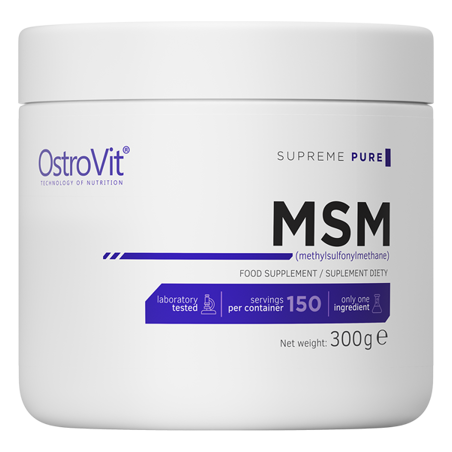 OstroVit®
TECHNOLOGY OF NUTRITION
SUPREME PURE
MSM
(methylsulfonylmethane)
FOOD SUPPLEMENT / SUPLEMENT DIETY
laboratory tested
servings per container 150
only one ingredient
Net weight: 300g e